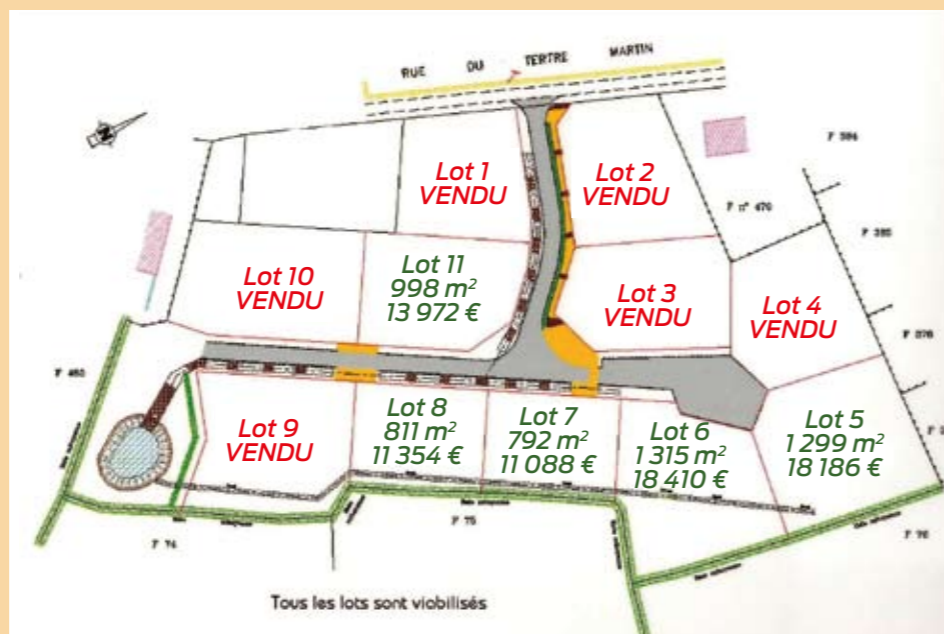 RUE DU TERTRE MARTIN
N
F 384
Lot 1
VENDU
Lot 2
VENDU
F n° 470
F 385
Lot 10
VENDU
Lot 11
998 m²
13 972 €
Lot 3
VENDU
Lot 4
VENDU
F 376
Lot 9
VENDU
Lot 8
811 m²
11 354 €
Lot 7
792 m²
11 088 €
Lot 6
1 315 m²
18 410 €
Lot 5
1 299 m²
18 186 €
F 74
F 75
F 76
Tous les lots sont viabilisés